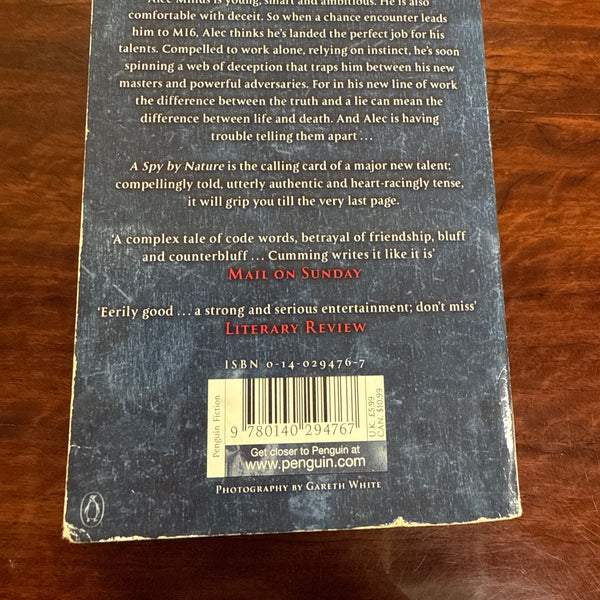 Alec Milius is young, smart and ambitious. He is also
comfortable with deceit. So when a chance encounter leads
him to MI6, Alec thinks he's landed the perfect job for his
talents. Compelled to work alone, relying on instinct, he's soon
spinning a web of deception that traps him between his new
masters and powerful adversaries. For in his new line of work
the difference between the truth and a lie can mean the
difference between life and death. And Alec is having
trouble telling them apart ...
A Spy by Nature is the calling card of a major new talent;
compellingly told, utterly authentic and heart-racingly tense,
it will grip you till the very last page.
‘A complex tale of code words, betrayal of friendship, bluff
and counterbluff ... Cumming writes it like it is’
MAIL ON SUNDAY
‘Eerily good ... a strong and serious entertainment; don't miss’
LITERARY REVIEW
ISBN 0-14-029476-7
Penguin Fiction
9 780140 294767
U.K. £5.99
CAN. $10.99
Get closer to Penguin at
www.penguin.com
PHOTOGRAPHY BY GARETH WHITE